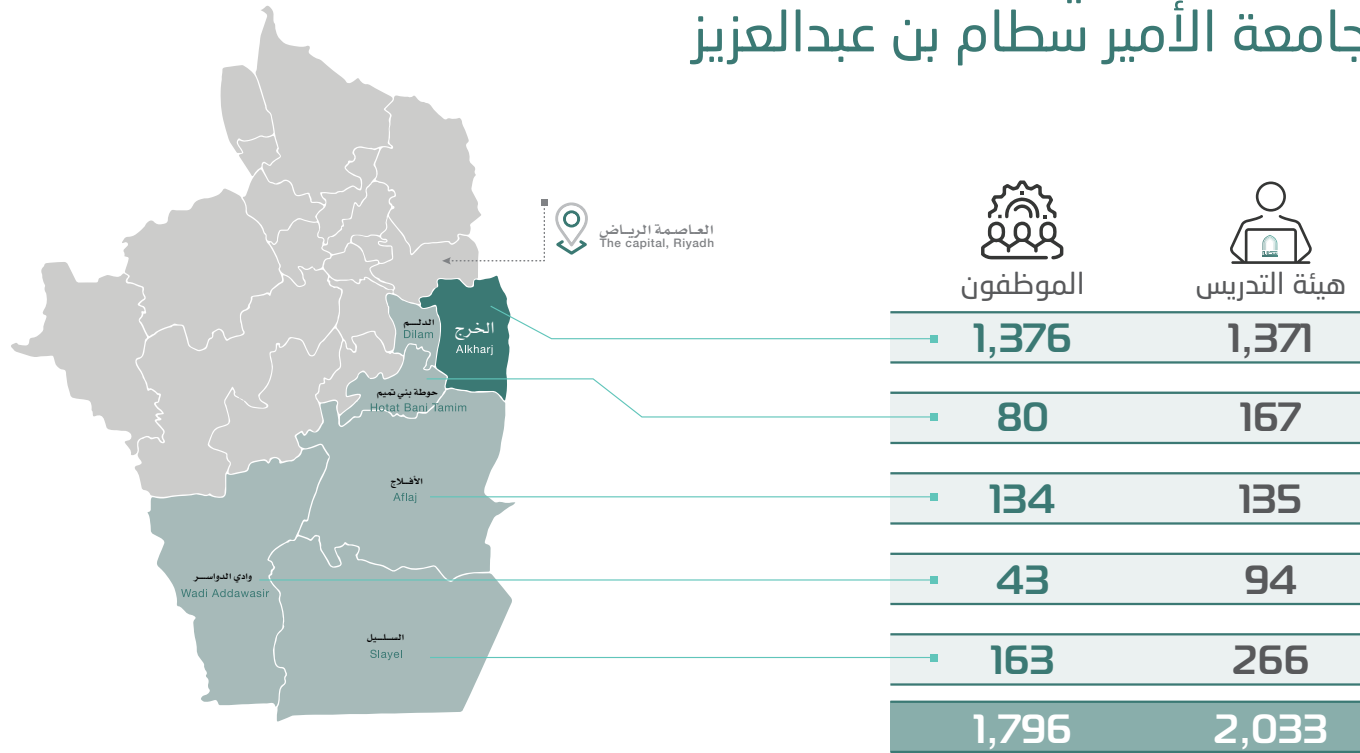 جامعة الأمير سطام بن عبدالعزيز
العاصمة الرياض
The capital, Riyadh
هيئة التدريس
الموظفون
الدلم
Dilam
الخرج
Alkharj
1,371
1,376
حوطة بني تميم
Hotat Bani Tamim
167
80
الأفلاج
Aflaj
135
134
وادي الدواسر
Wadi Addawasir
94
43
السليل
Slayel
266
163
2,033
1,796